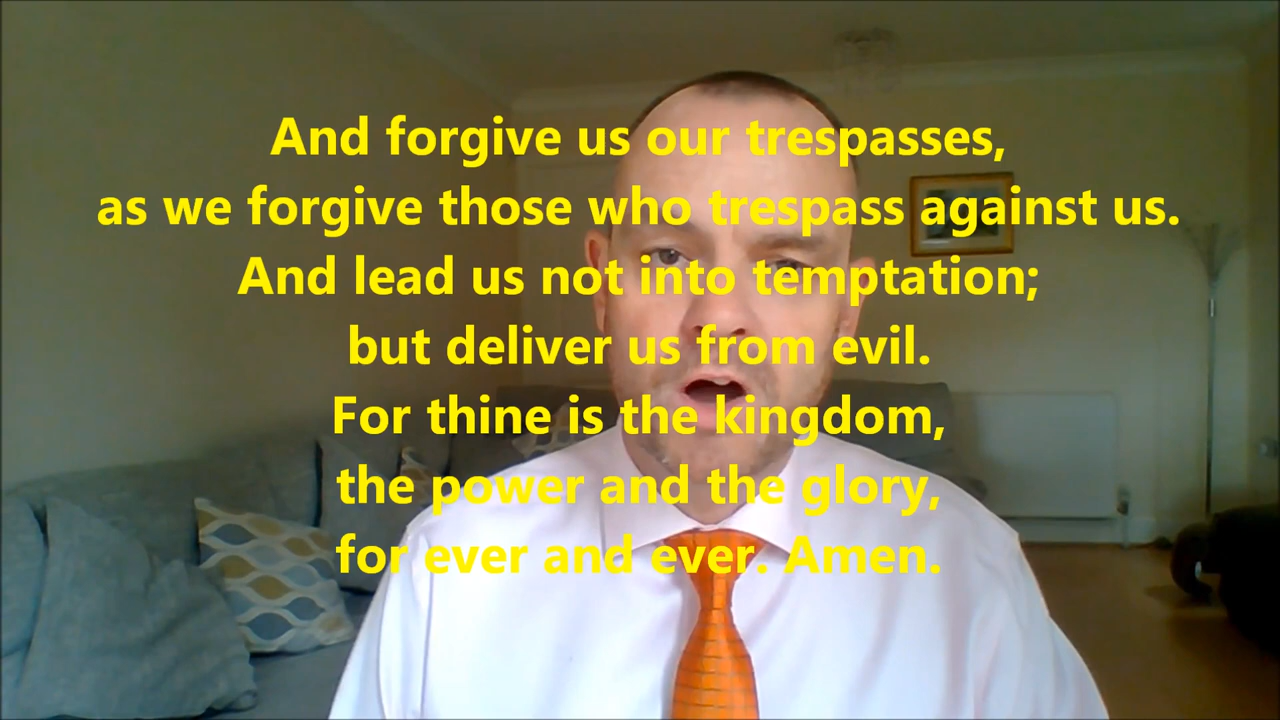 And forgive us our trespasses,
as we forgive those who trespass against us.
And lead us not into temptation;
but deliver us from evil.
For thine is the kingdom,
the power and the glory,
for ever and ever. Amen.